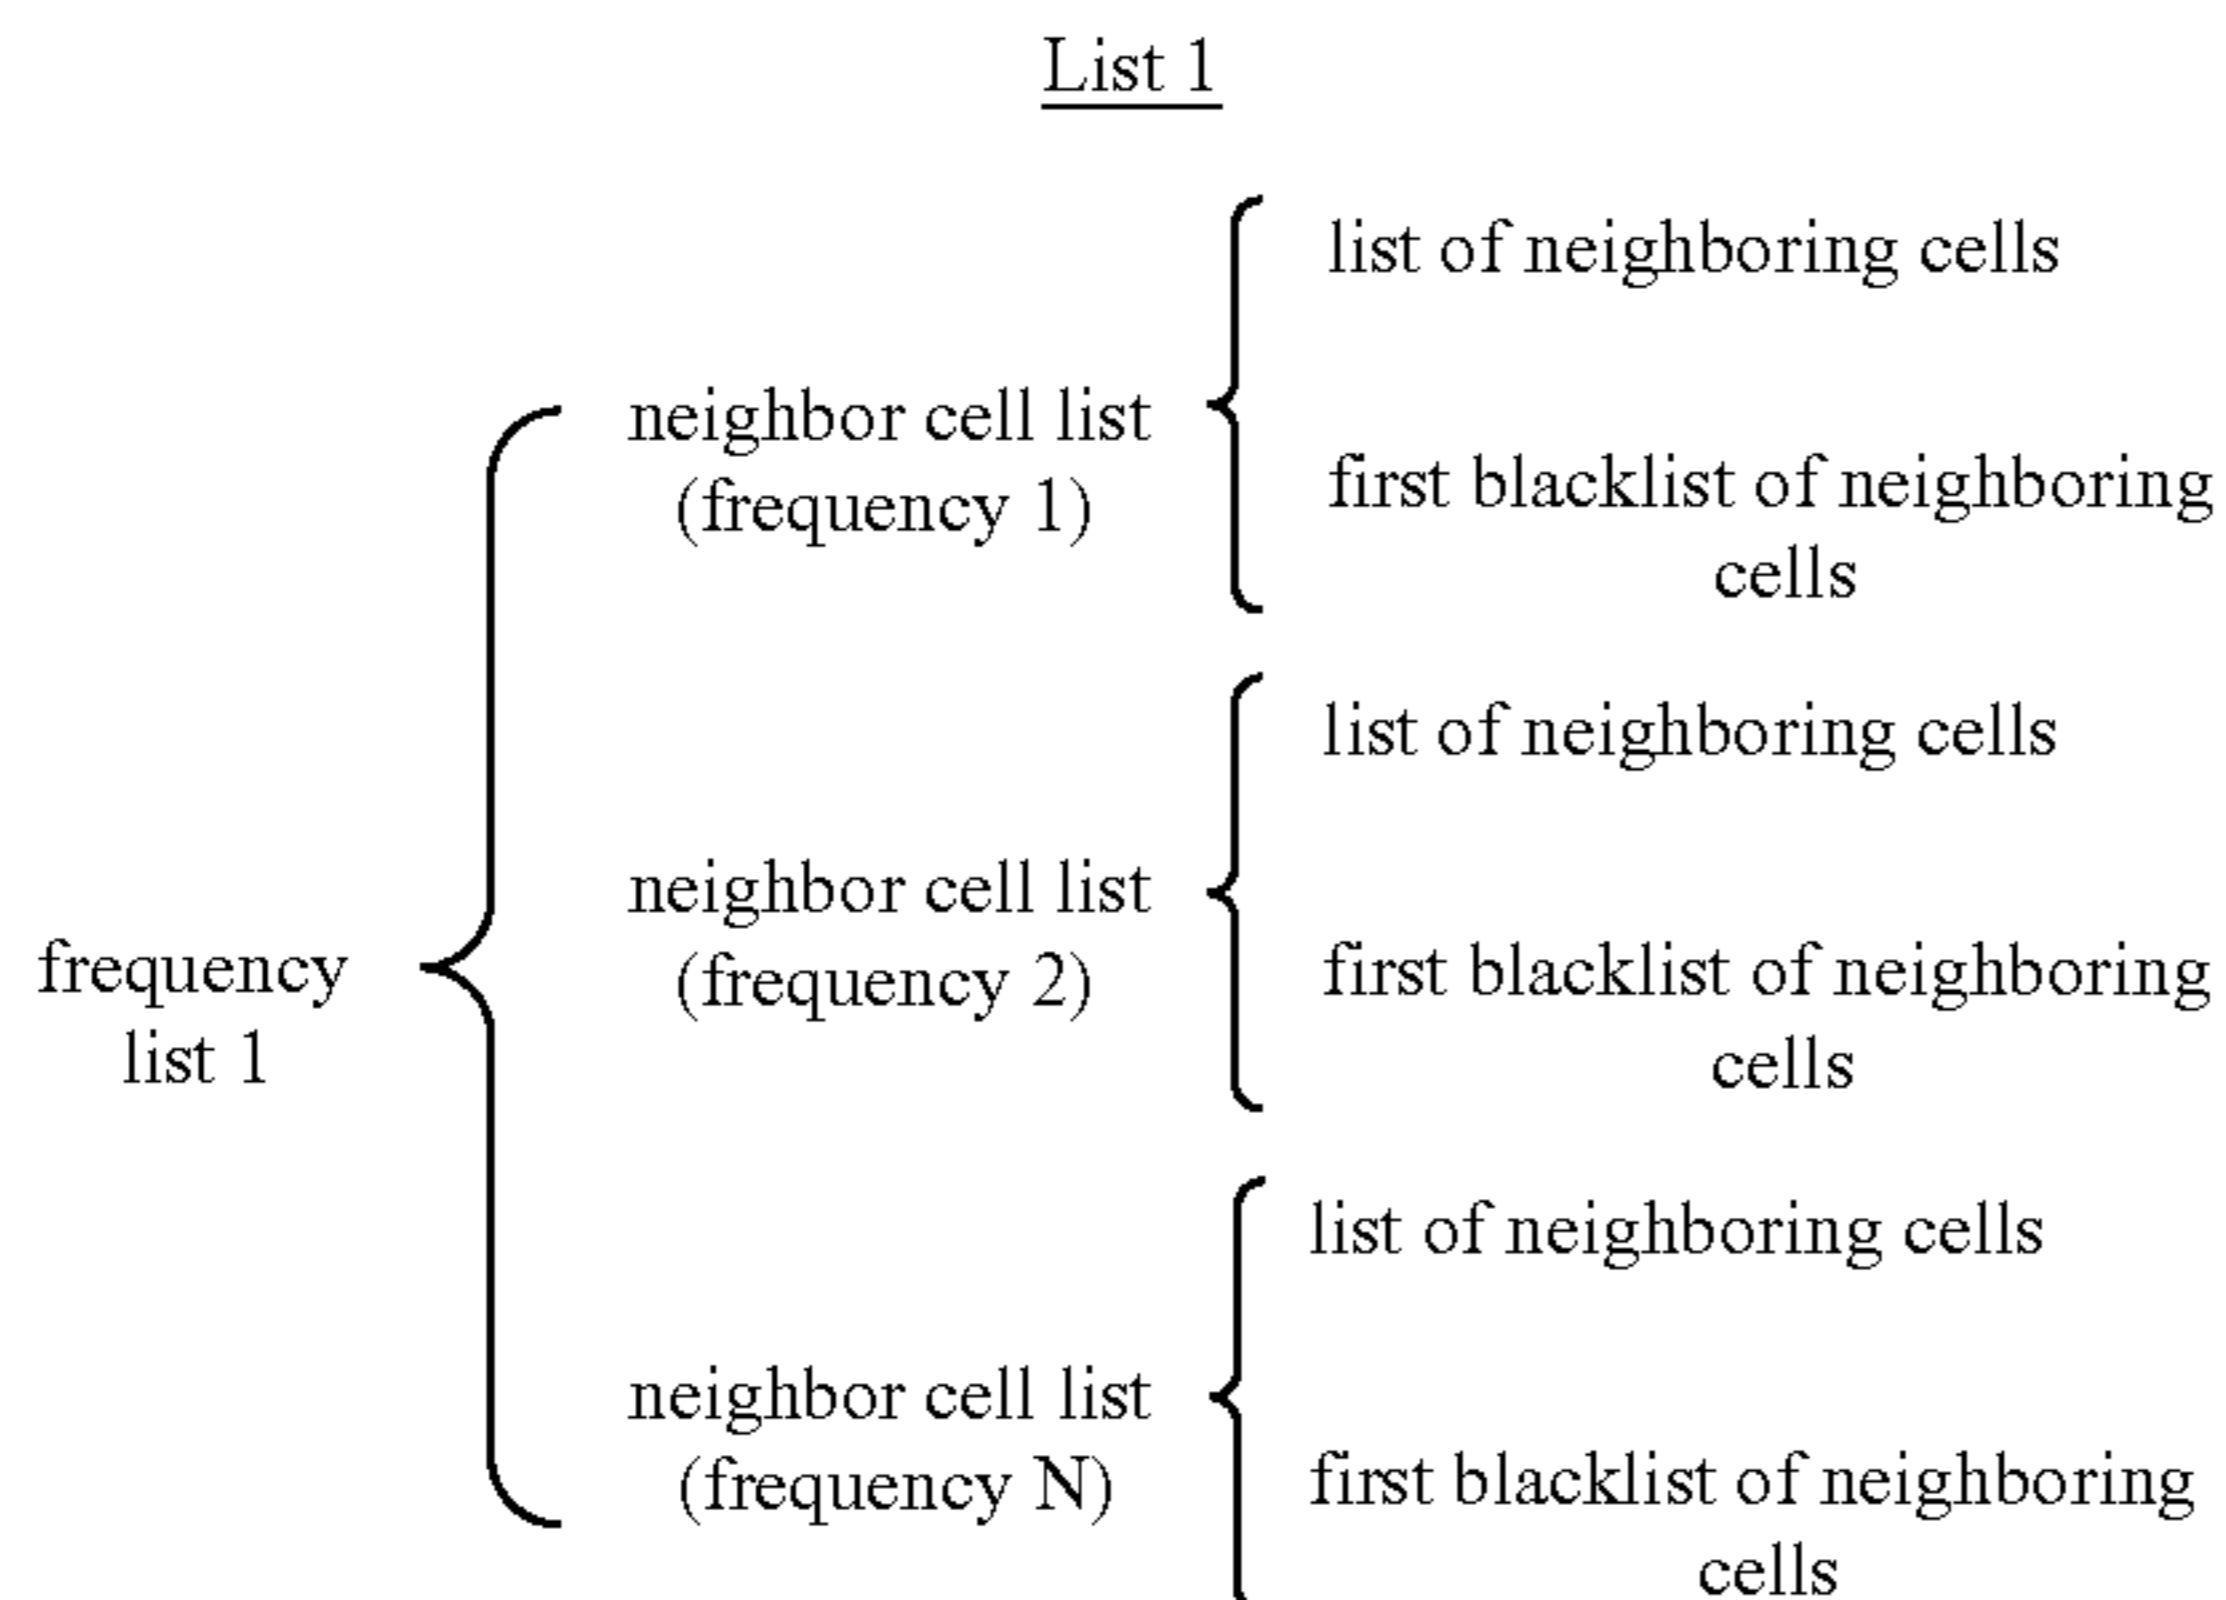 List 1
list of neighboring cells
neighbor cell list
(frequency 1)
first blacklist of neighboring
cells
list of neighboring cells
neighbor cell list
(frequency 2)
first blacklist of neighboring
cells
frequency
list 1
list of neighboring cells
neighbor cell list
(frequency N)
first blacklist of neighboring
cells